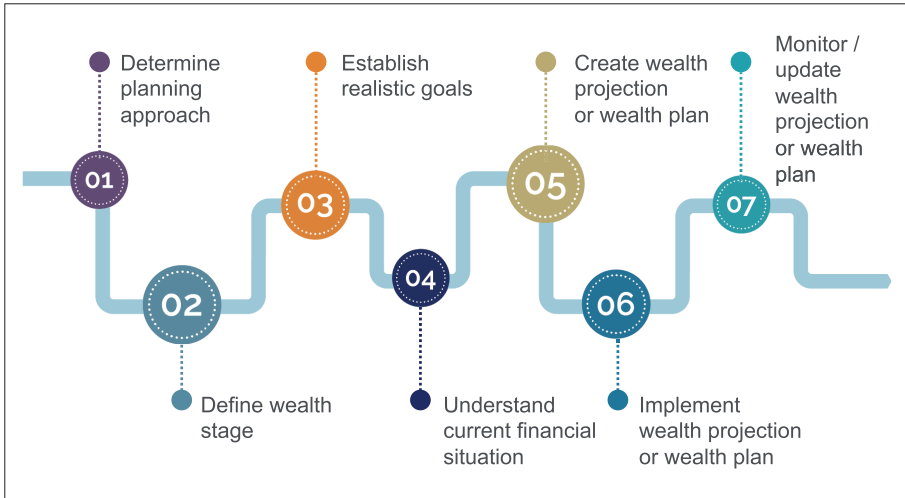 01
Determine
planning
approach
02
Define wealth
stage
03
Establish
realistic goals
04
Understand
current financial
situation
05
Create wealth
projection
or wealth plan
06
Implement
wealth projection
or wealth plan
07
Monitor /
update
wealth
projection
or wealth
plan